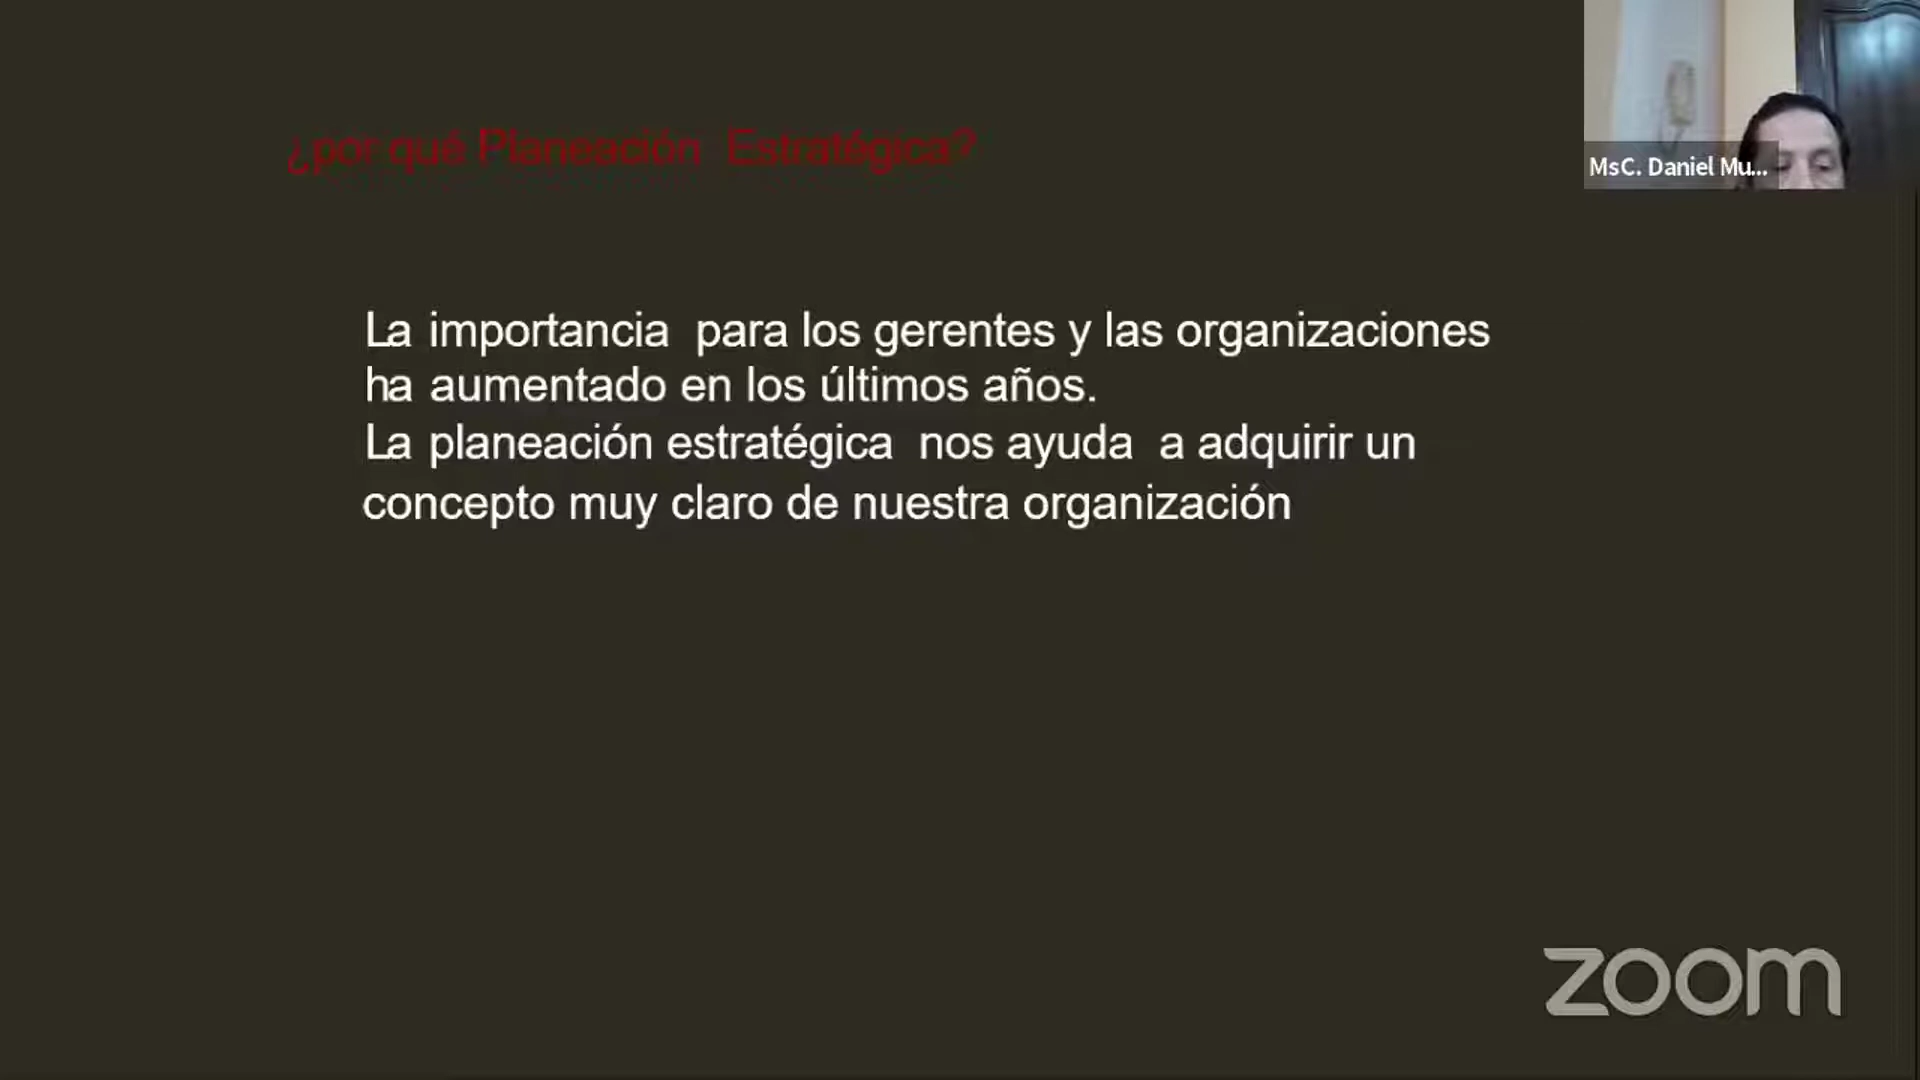 ¿por qué Planeación Estratégica?
MsC. Daniel Mu...
La importancia para los gerentes y las organizaciones
ha aumentado en los últimos años.
La planeación estratégica nos ayuda a adquirir un
concepto muy claro de nuestra organización
zoom